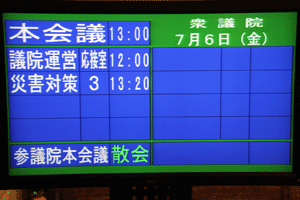 本会議 13:00
衆議院
7月6日(金)
議院運営 応接室 12:00
災害対策 3 13:20
参議院本会議 散会